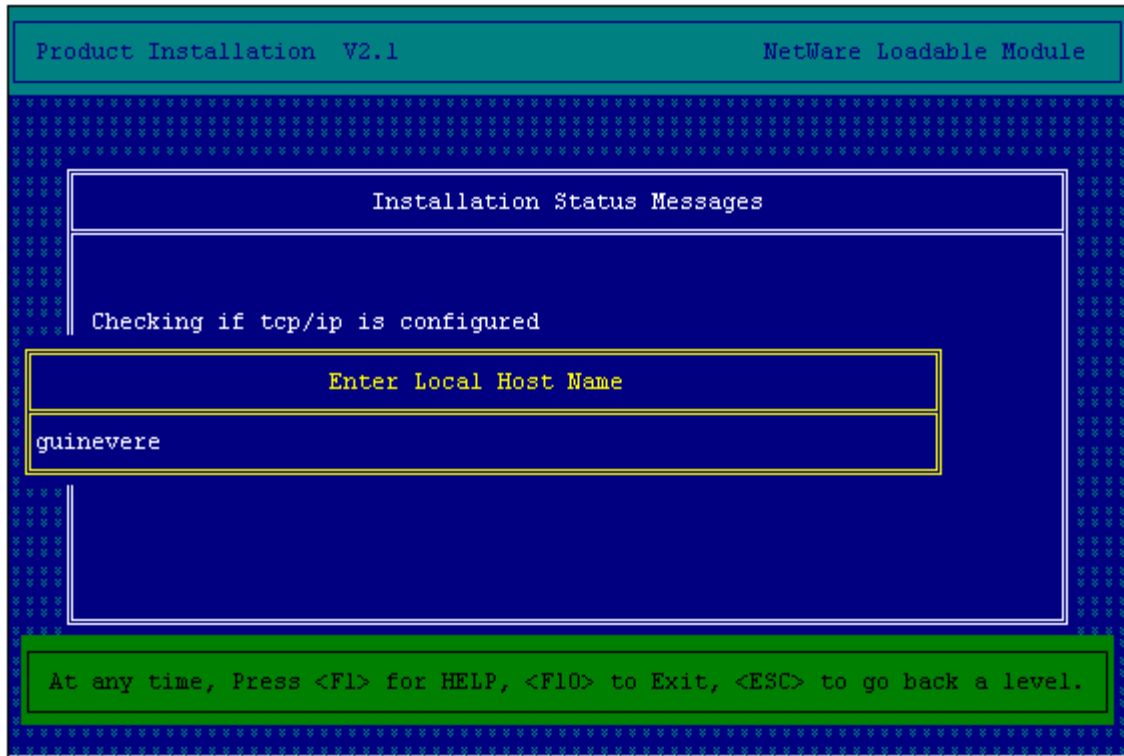 Product Installation V2.1 NetWare Loadable Module
Installation Status Messages
Checking if tcp/ip is configured
Enter Local Host Name
guinevere
At any time, Press <F1> for HELP, <F10> to Exit, <ESC> to go back a level.